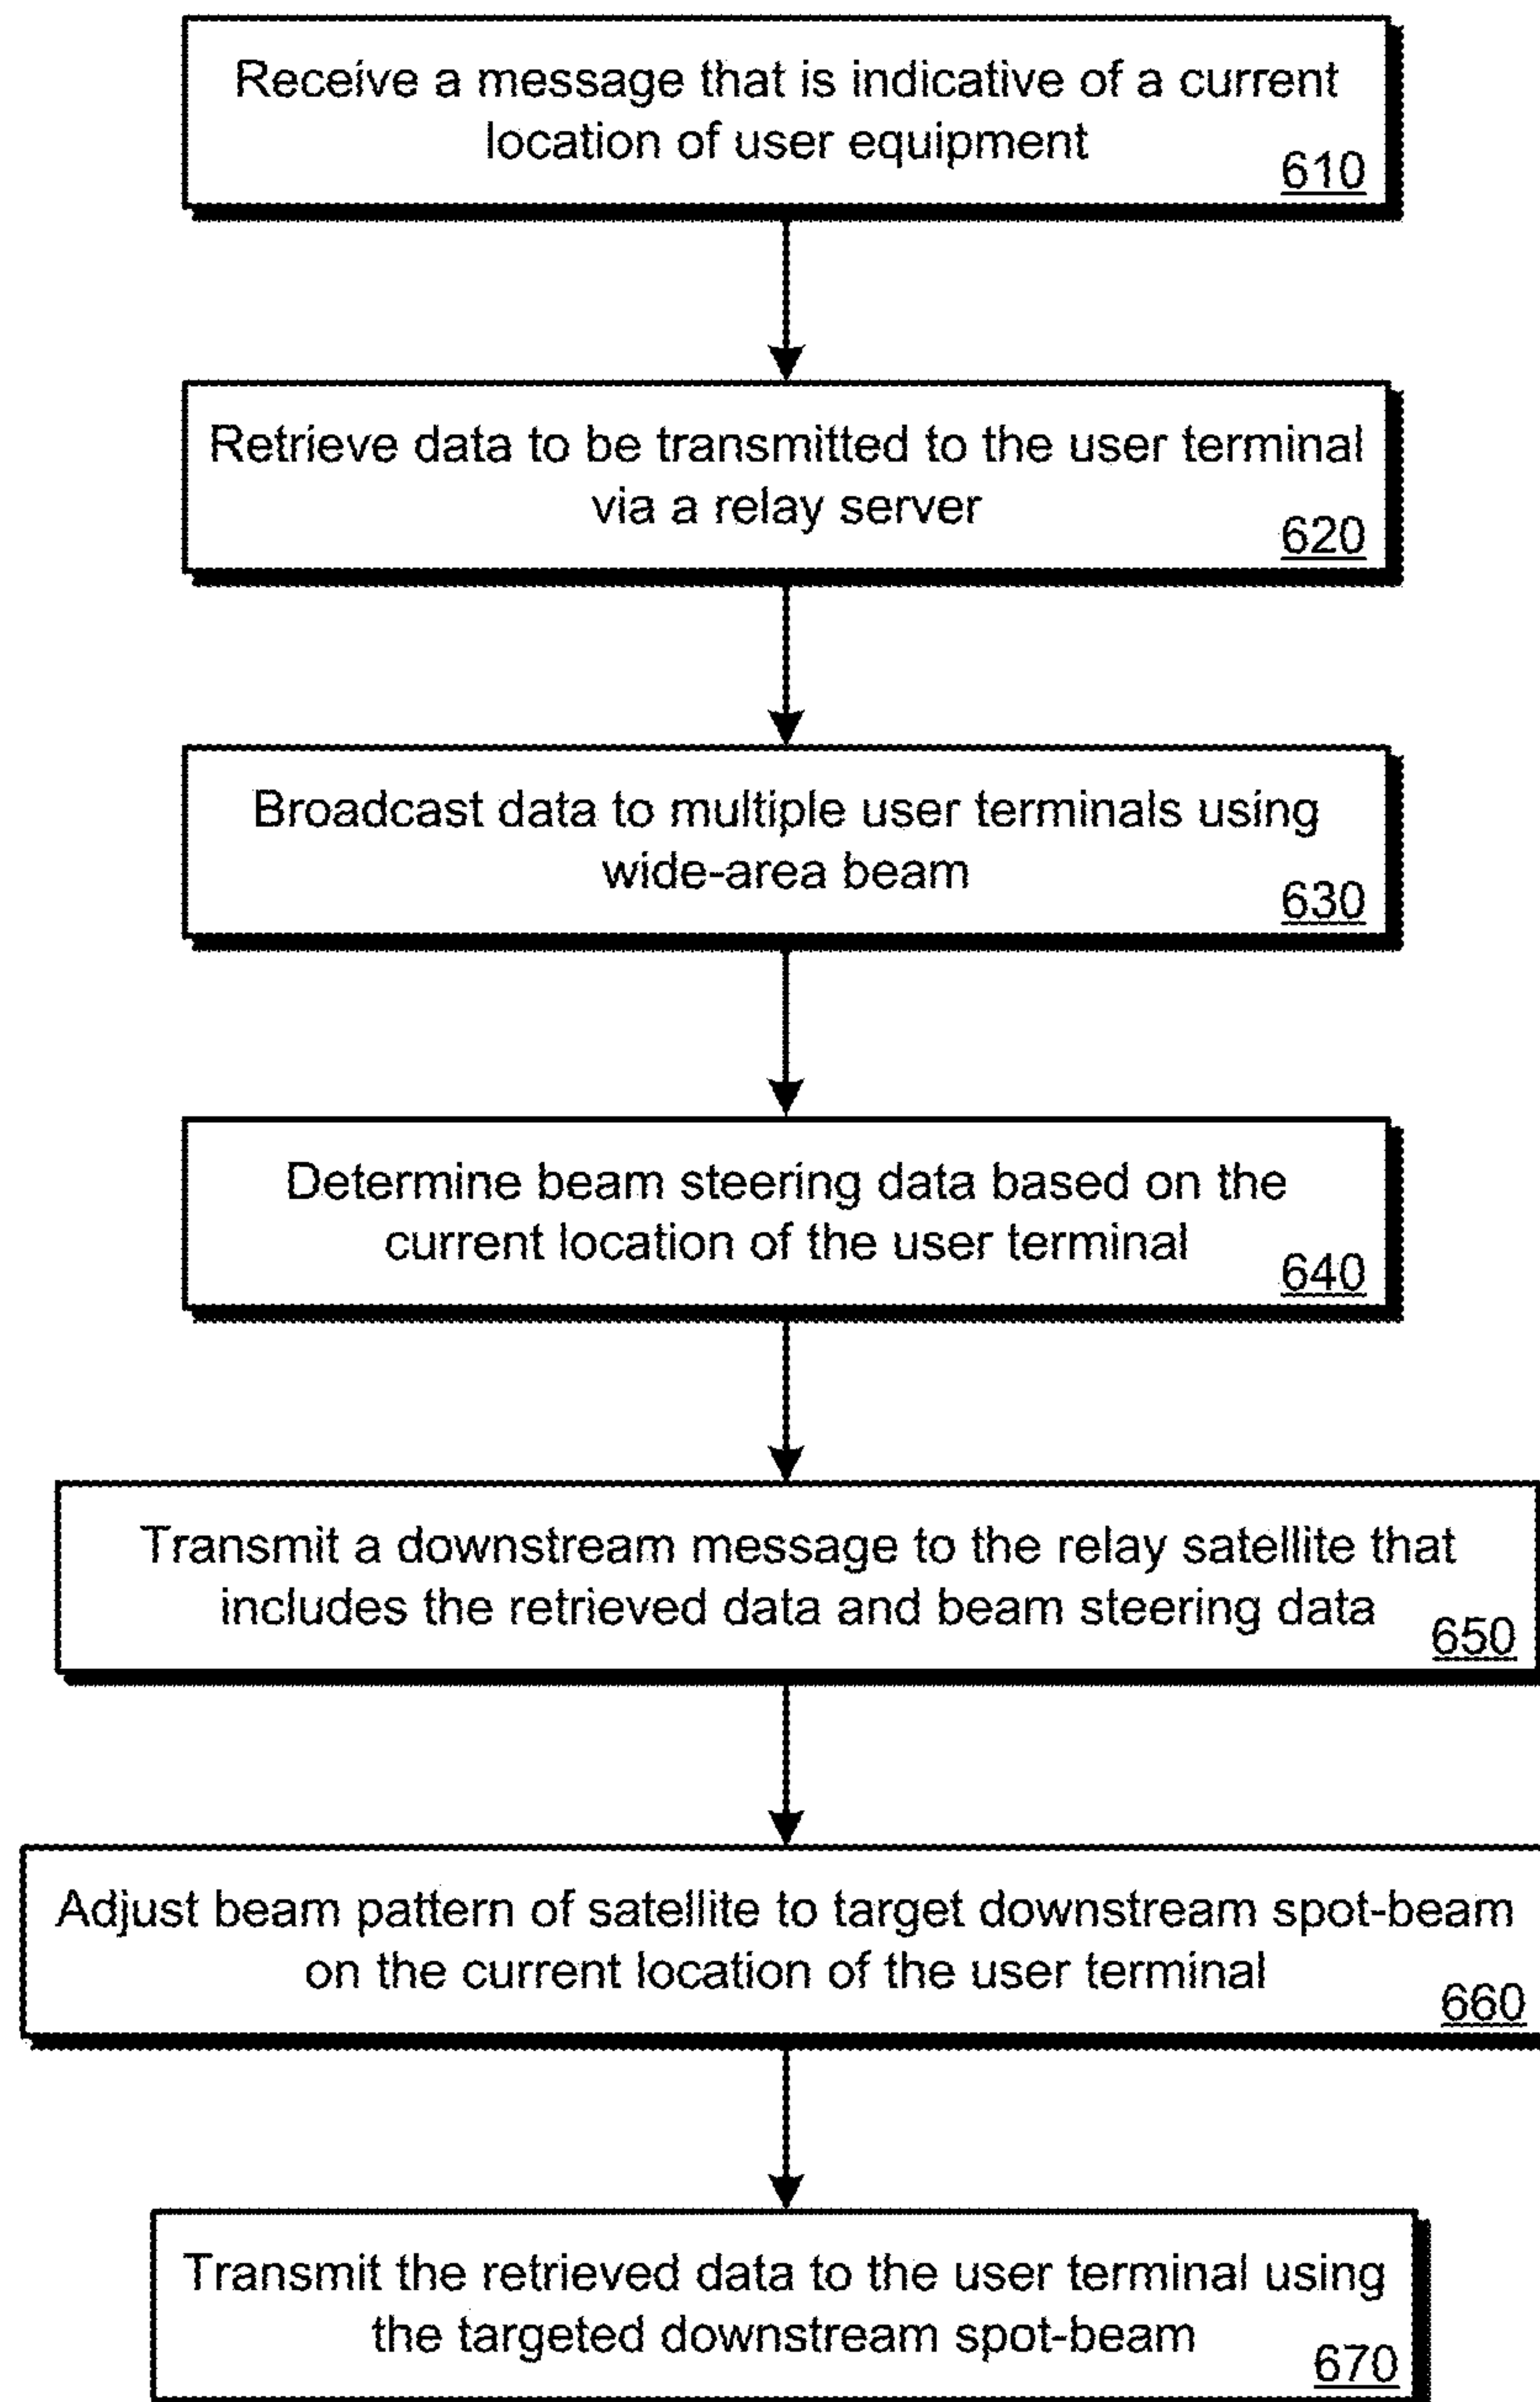 Receive a message that is indicative of a current
location of user equipment
610
Retrieve data to be transmitted to the user terminal
via a relay server
620
Broadcast data to multiple user terminals using
wide-area beam
630
Determine beam steering data based on the
current location of the user terminal
640
Transmit a downstream message to the relay satellite that
includes the retrieved data and beam steering data
650
Adjust beam pattern of satellite to target downstream spot-beam
on the current location of the user terminal
660
Transmit the retrieved data to the user terminal using
the targeted downstream spot-beam
670